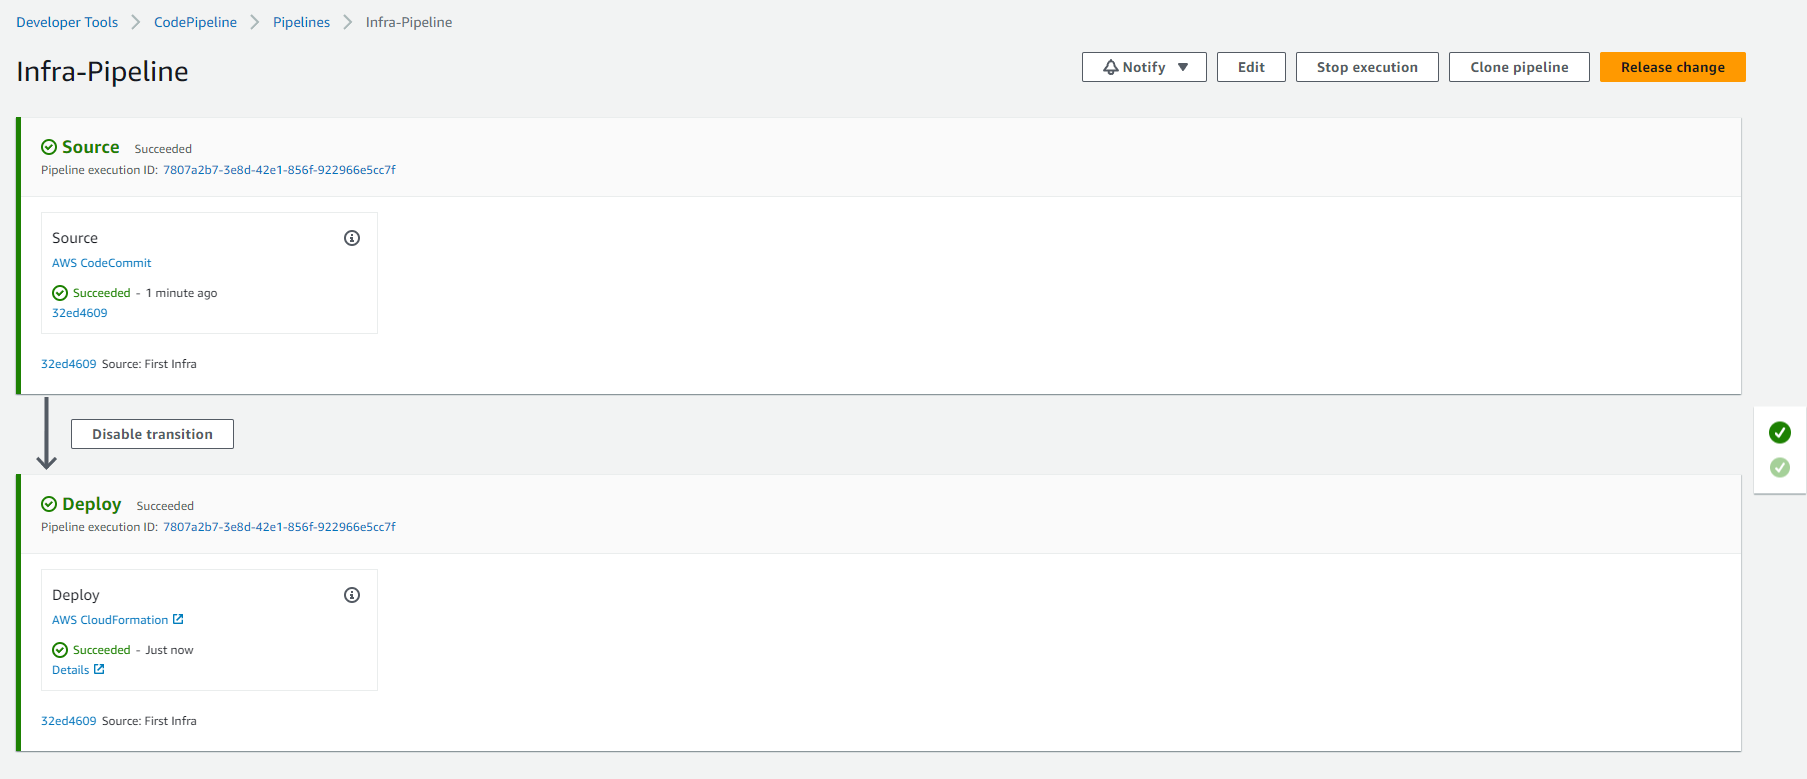 Developer Tools CodePipeline Pipelines Infra-Pipeline
Infra-Pipeline
Notify Edit Stop execution Clone pipeline Release change
Source Succeeded
Pipeline execution ID: 7807a2b7-3e8d-42e1-856f-922966e5cc7f
Source
AWS CodeCommit
Succeeded - 1 minute ago
32ed4609
32ed4609 Source: First Infra
Disable transition
Deploy Succeeded
Pipeline execution ID: 7807a2b7-3e8d-42e1-856f-922966e5cc7f
Deploy
AWS CloudFormation
Succeeded - Just now
Details
32ed4609 Source: First Infra